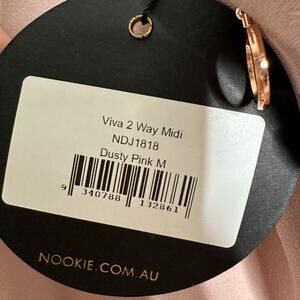 Viva 2 Way Midi
NDJ1818
Dusty Pink M
9 340788 132861
NOOKIE.COM.AU